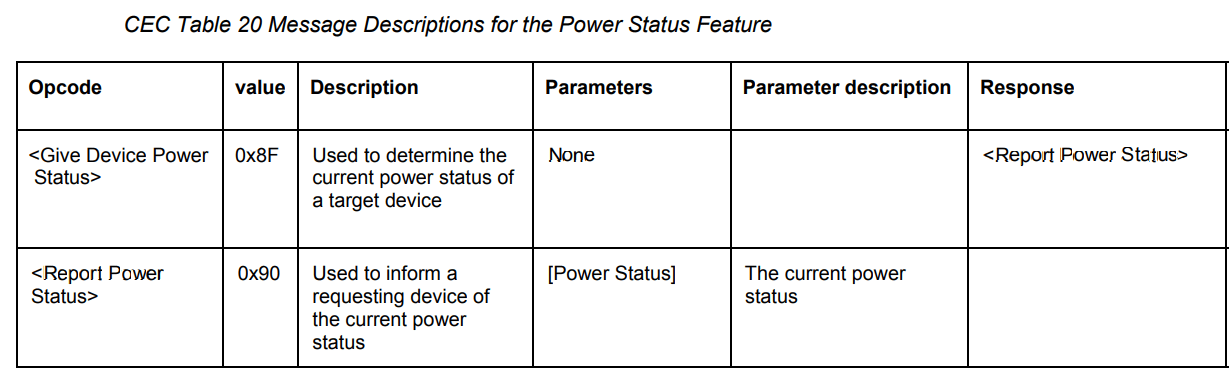 CEC Table 20 Message Descriptions for the Power Status Feature
Opcode value Description Parameters Parameter description Response
<Give Device Power
Status>
0x8F
Used to determine the
current power status of
a target device
None
<Report Power Status>
<Report Power
Status>
0x90
Used to inform a
requesting device of
the current power
status
[Power Status]
The current power
status